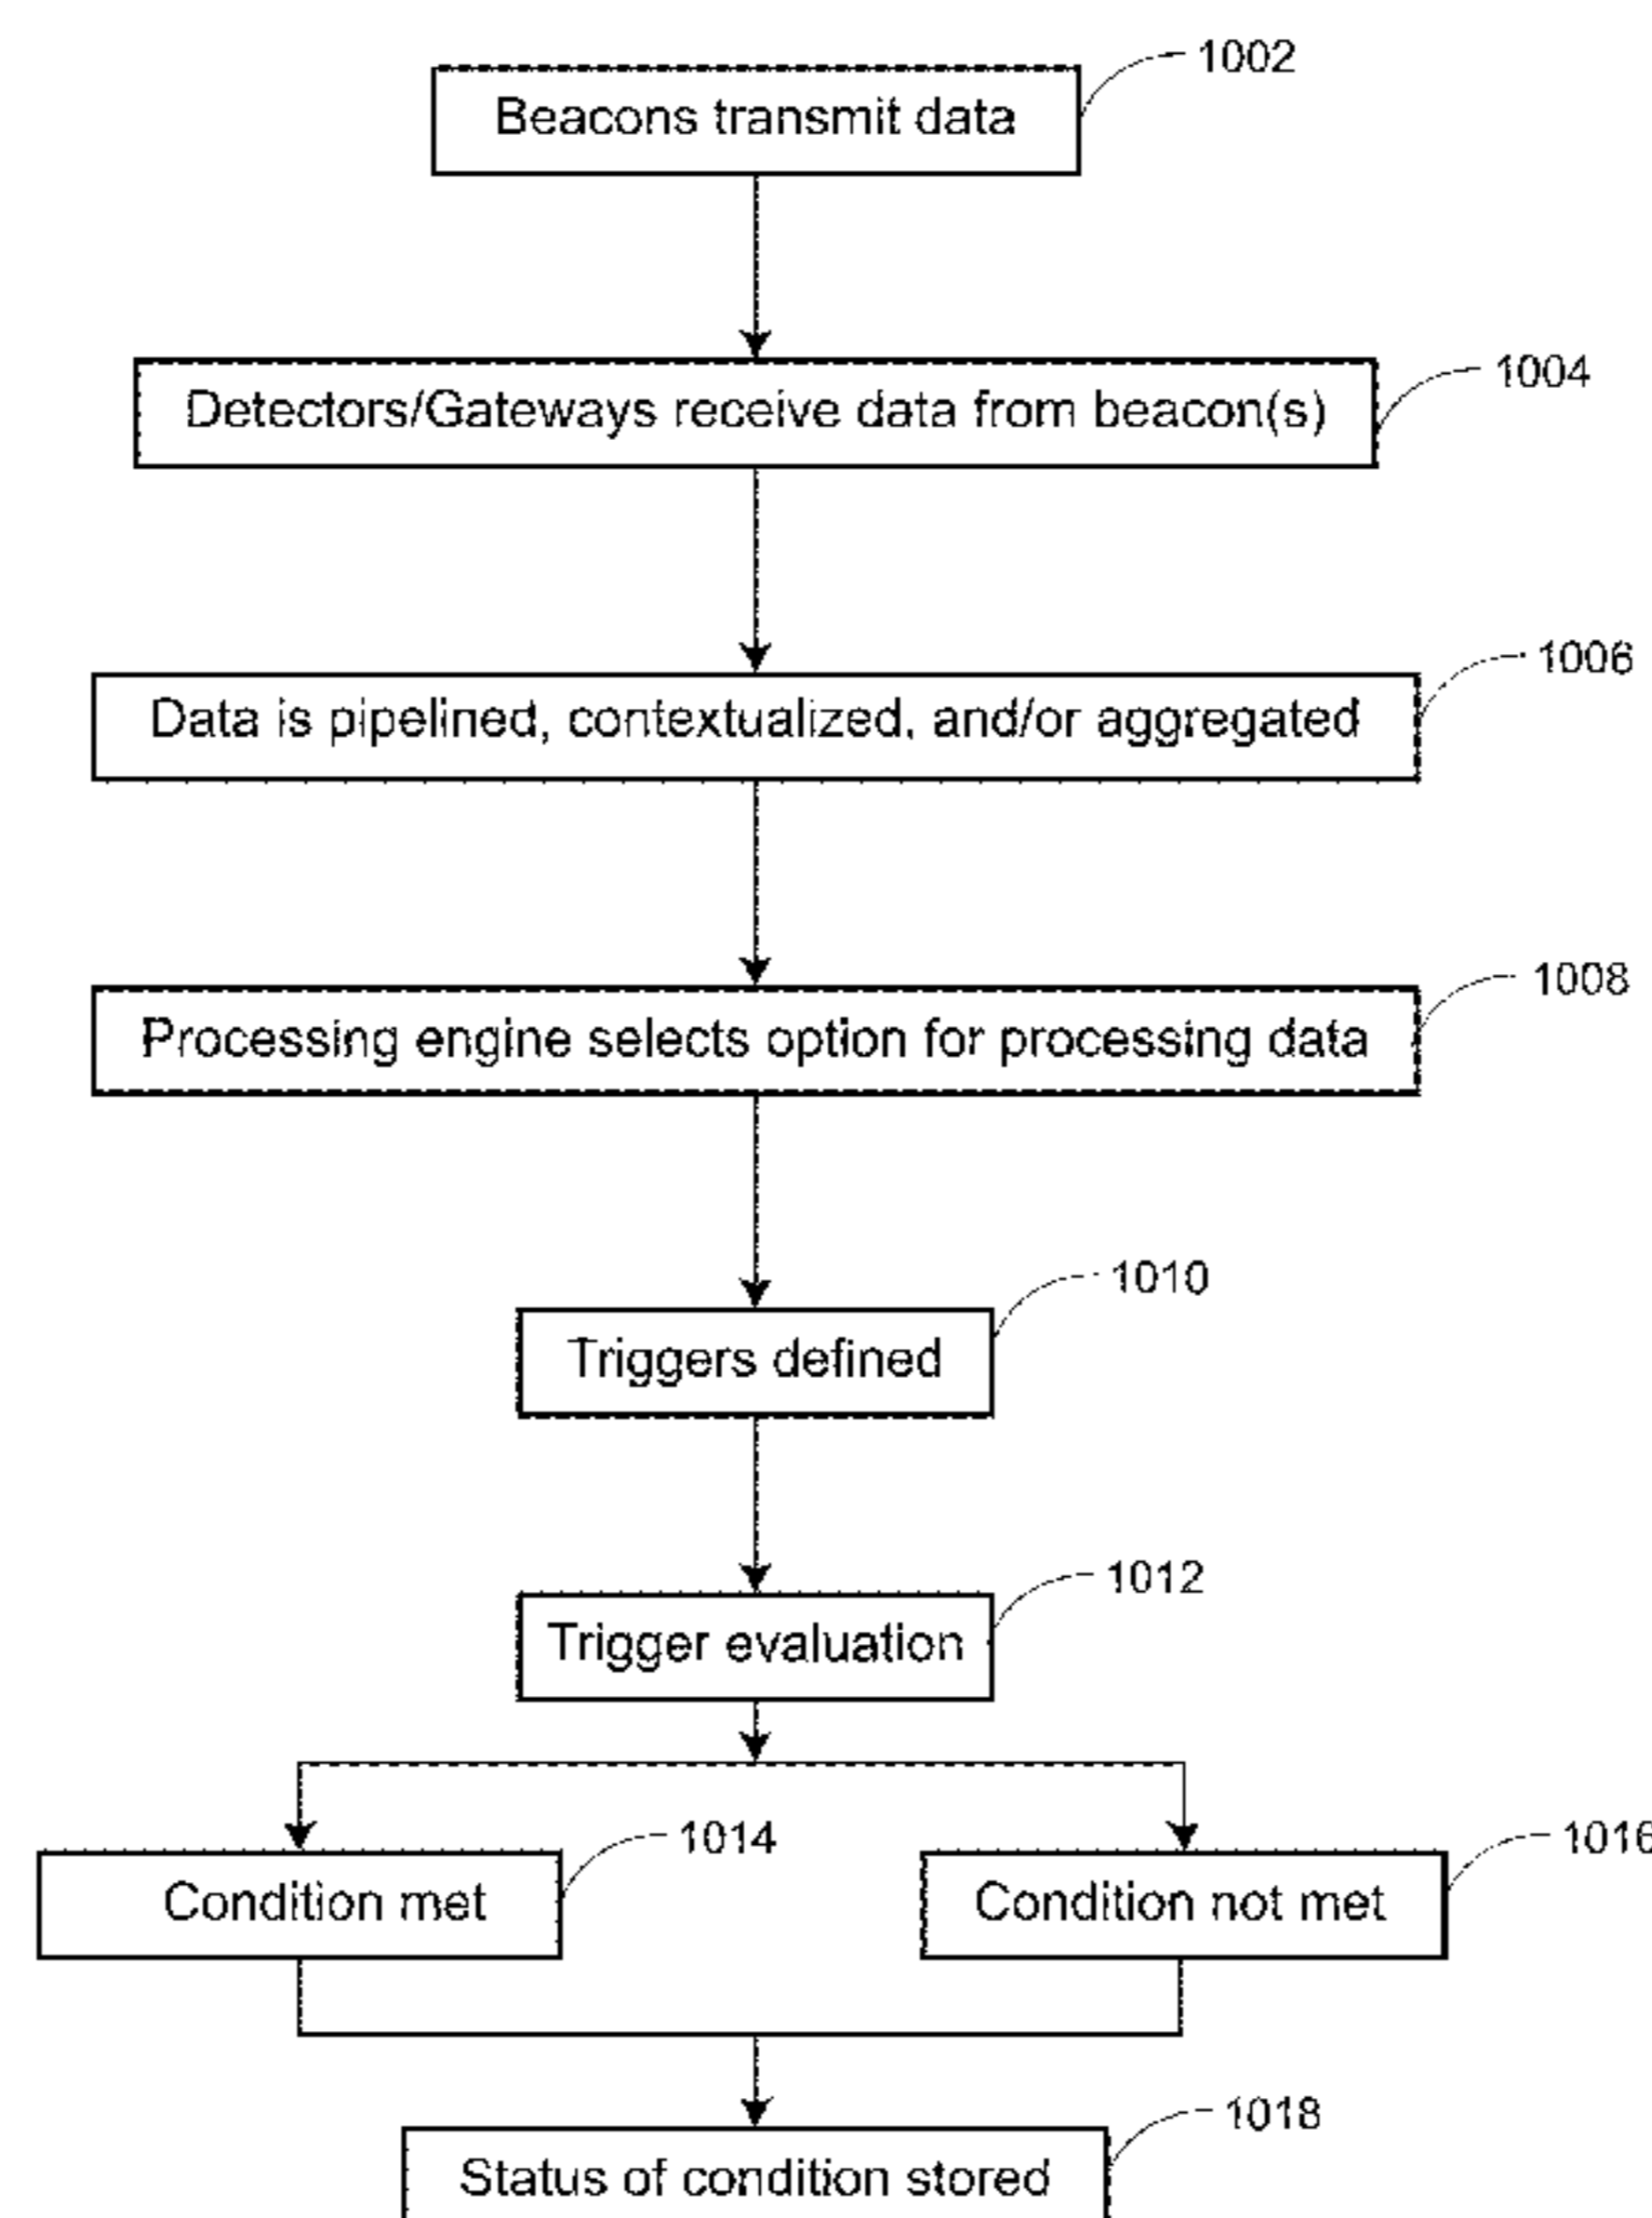 1002
Beacons transmit data
1004
Detectors/Gateways receive data from beacon(s)
1006
Data is pipelined, contextualized, and/or aggregated
1008
Processing engine selects option for processing data
1010
Triggers defined
1012
Trigger evaluation
1014
Condition met
1016
Condition not met
1018
Status of condition stored